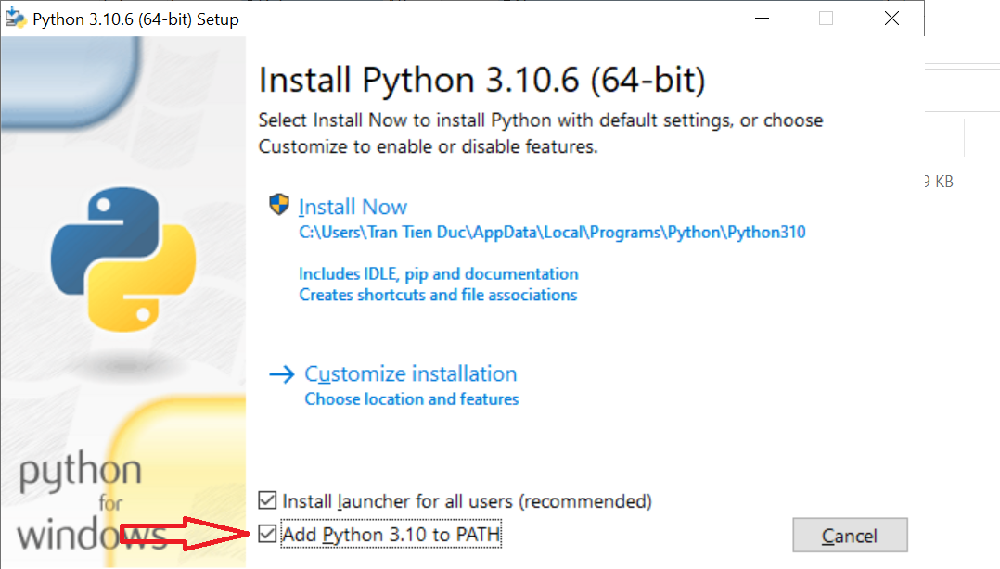 Python 3.10.6 (64-bit) Setup
Install Python 3.10.6 (64-bit)
Select Install Now to install Python with default settings, or choose
Customize to enable or disable features.
Install Now
C:\Users\Tran Tien Duc\AppData\Local\Programs\Python\Python310
9 KB
Includes IDLE, pip and documentation
Creates shortcuts and file associations
Customize installation
Choose location and features
python
for
windows
Install launcher for all users (recommended)
Add Python 3.10 to PATH
Cancel